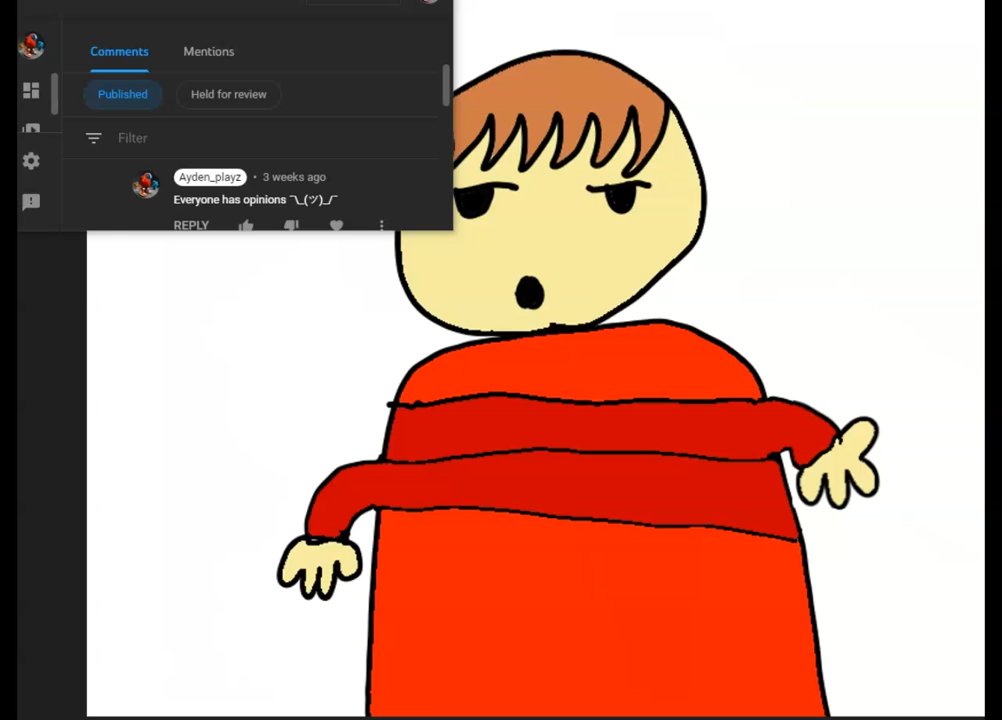 Comments Mentions
Published Held for review
Filter
Ayden_playz • 3 weeks ago
Everyone has opinions ¯\_(ツ)_/¯
REPLY